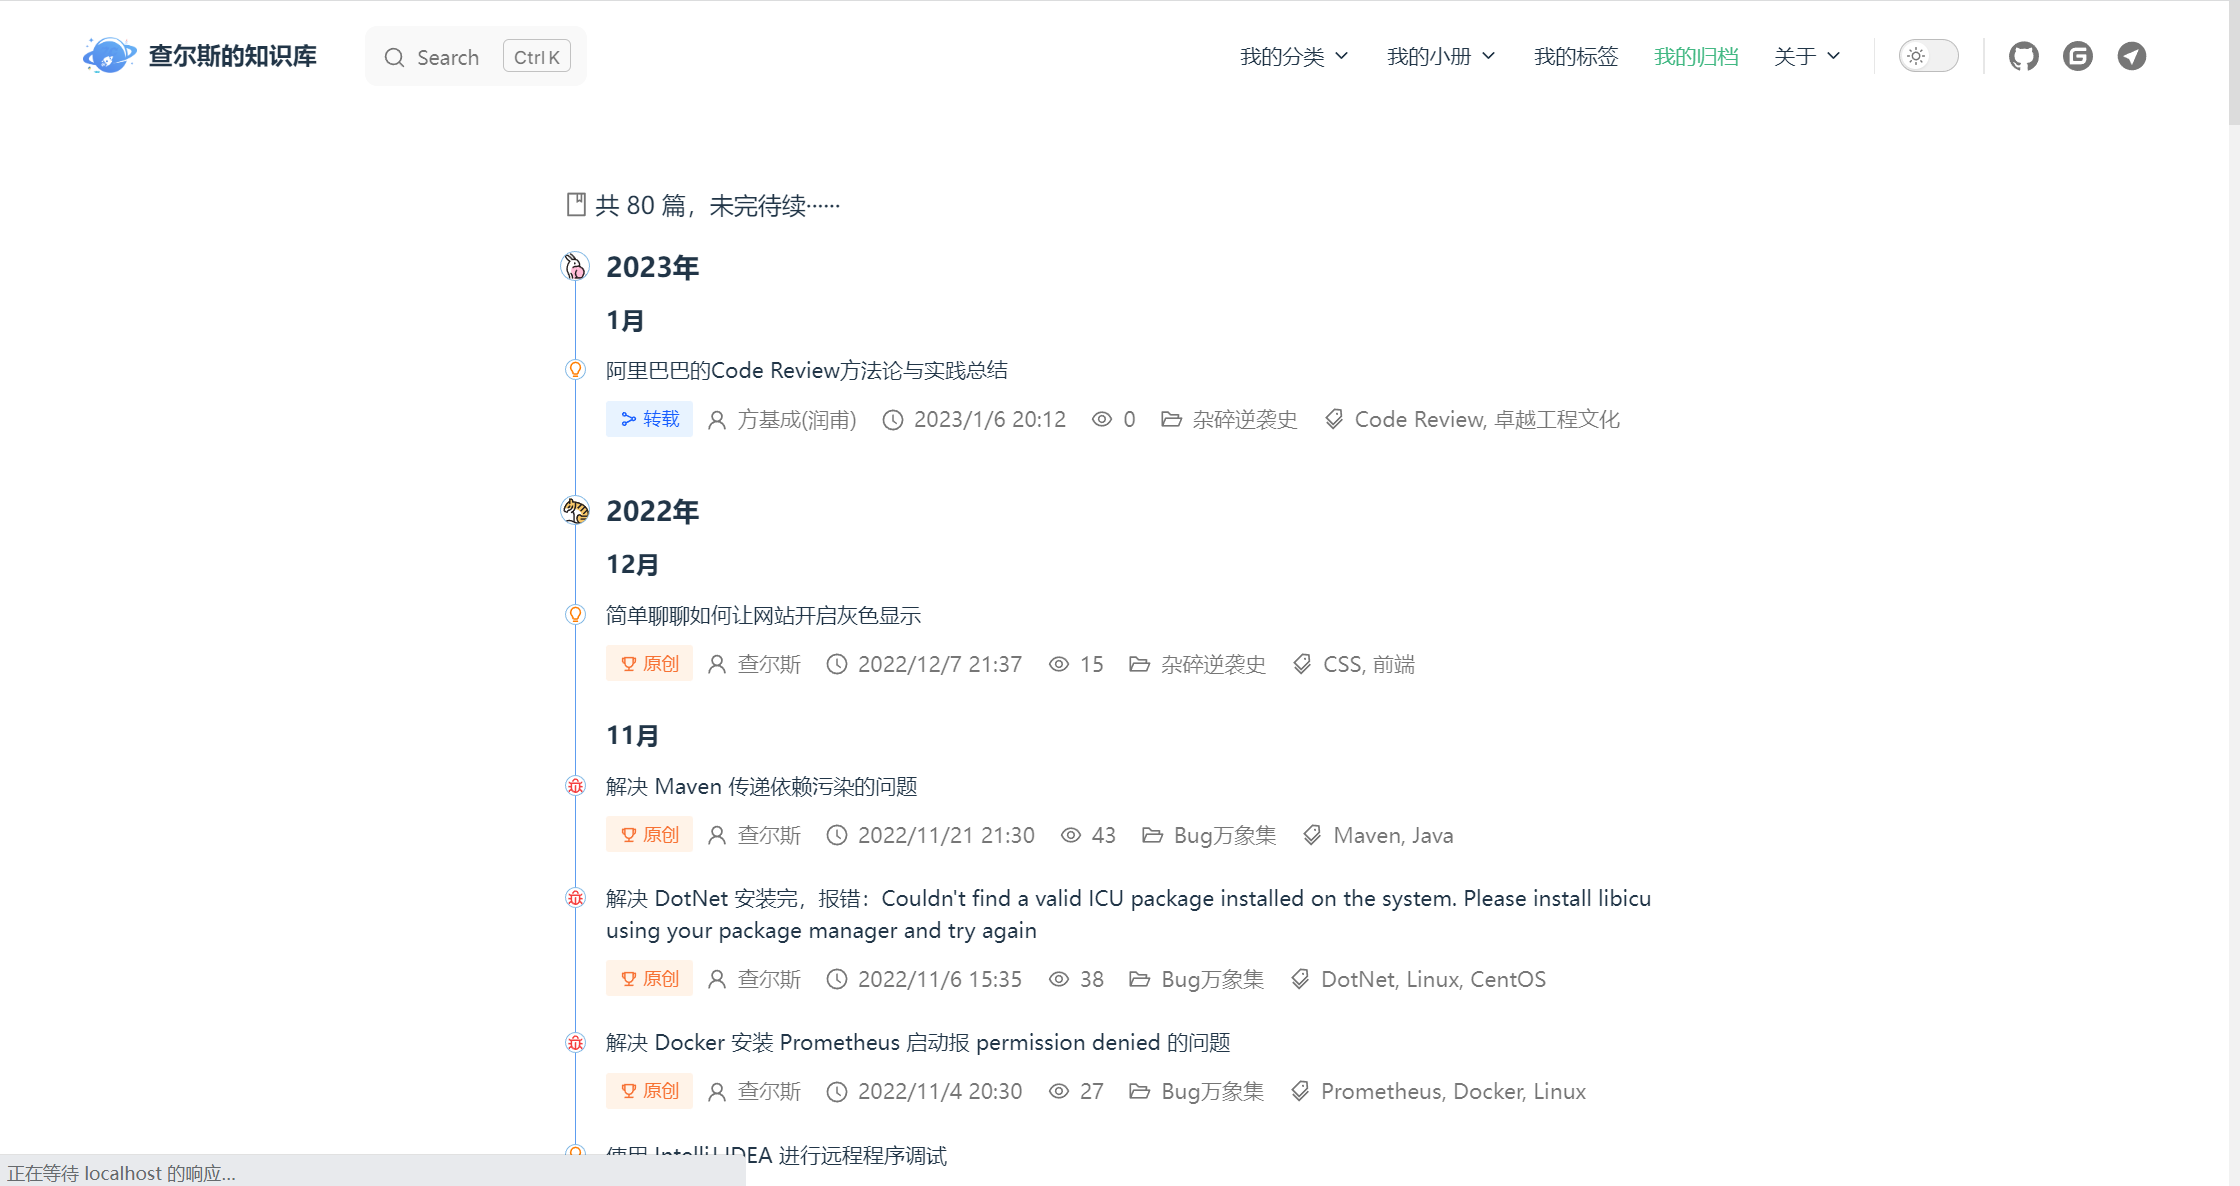 查尔斯的知识库
Search Ctrl K
我的分类 我的小册 我的标签 我的归档 关于
共 80 篇，未完待续······
2023年
1月
阿里巴巴的Code Review方法论与实践总结
转载 方基成(润甫) 2023/1/6 20:12 0 杂碎逆袭史 Code Review, 卓越工程文化
2022年
12月
简单聊聊如何让网站开启灰色显示
原创 查尔斯 2022/12/7 21:37 15 杂碎逆袭史 CSS, 前端
11月
解决 Maven 传递依赖污染的问题
原创 查尔斯 2022/11/21 21:30 43 Bug万象集 Maven, Java
解决 DotNet 安装完，报错：Couldn't find a valid ICU package installed on the system. Please install libicu
using your package manager and try again
原创 查尔斯 2022/11/6 15:35 38 Bug万象集 DotNet, Linux, CentOS
解决 Docker 安装 Prometheus 启动报 permission denied 的问题
原创 查尔斯 2022/11/4 20:30 27 Bug万象集 Prometheus, Docker, Linux
使用 IntelliJ IDEA 进行远程程序调试
正在等待 localhost 的响应...